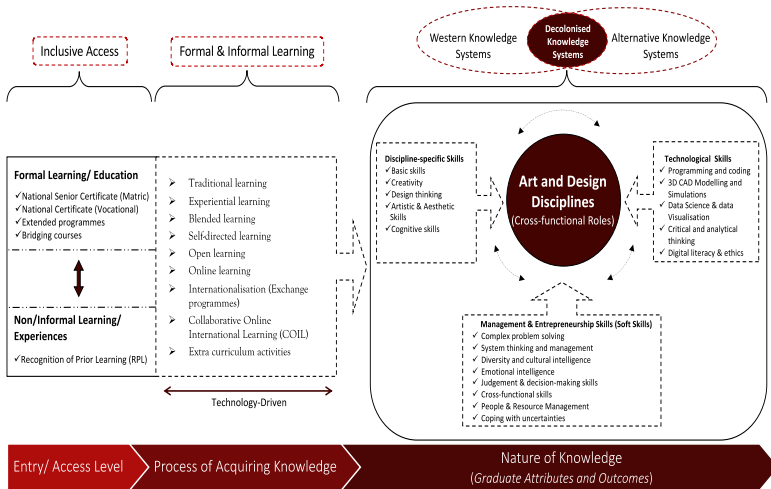 Inclusive Access
Formal & Informal Learning
Western Knowledge
Systems
Decolonised
Knowledge
Systems
Alternative Knowledge
Systems
Formal Learning/ Education
✓National Senior Certificate (Matric)
✓National Certificate (Vocational)
✓Extended programmes
✓Bridging courses
Non/Informal Learning/
Experiences
✓Recognition of Prior Learning (RPL)
➢ Traditional learning
➢ Experiential learning
➢ Blended learning
➢ Self-directed learning
➢ Open learning
➢ Online learning
➢ Internationalisation (Exchange
programmes)
➢ Collaborative Online
International Learning (COIL)
➢ Extra curriculum activities
Technology-Driven
Discipline-specific Skills
✓Basic skills
✓Creativity
✓Design thinking
✓Artistic & Aesthetic
Skills
✓Cognitive skills
Art and Design
Disciplines
(Cross-functional Roles)
Technological Skills
✓ Programming and coding
✓ 3D CAD Modelling and
Simulations
✓ Data Science & data
Visualisation
✓ Critical and analytical
thinking
✓ Digital literacy & ethics
Management & Entrepreneurship Skills (Soft Skills)
✓ Complex problem solving
✓ System thinking and management
✓ Diversity and cultural intelligence
✓ Emotional intelligence
✓ Judgement & decision-making skills
✓ Cross-functional skills
✓ People & Resource Management
✓ Coping with uncertainties
Entry/ Access Level
Process of Acquiring Knowledge
Nature of Knowledge
(Graduate Attributes and Outcomes)